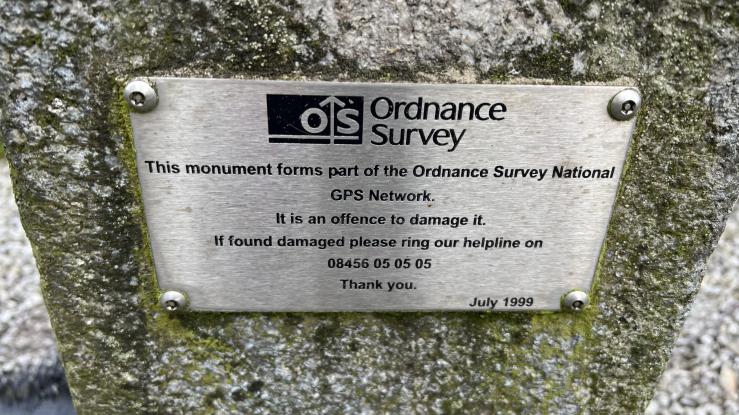 OS Ordnance
Survey
This monument forms part of the Ordnance Survey National
GPS Network.
It is an offence to damage it.
If found damaged please ring our helpline on
08456 05 05 05
Thank you.
July 1999